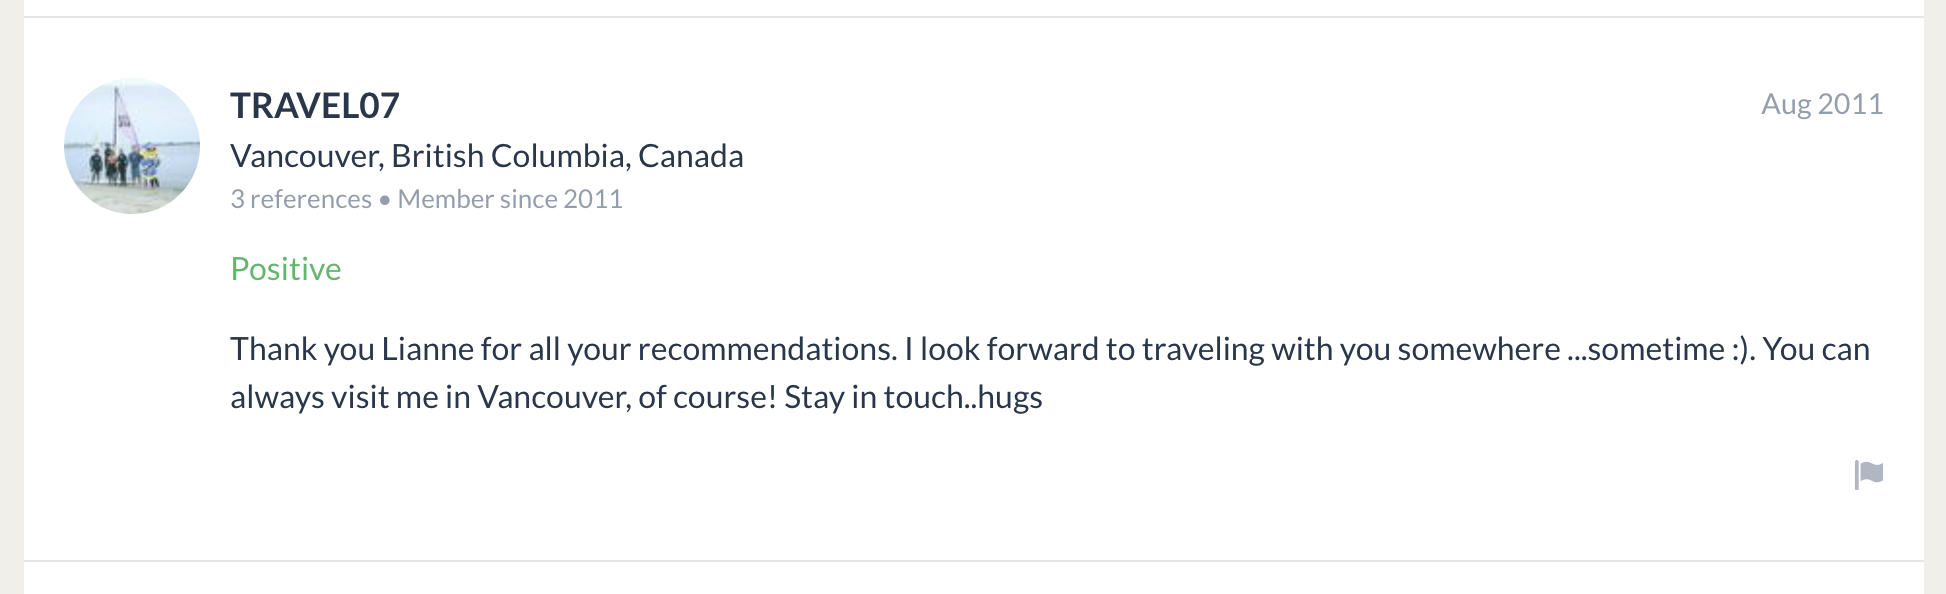 TRAVEL07
Aug 2011
Vancouver, British Columbia, Canada
3 references • Member since 2011
Positive
Thank you Lianne for all your recommendations. I look forward to traveling with you somewhere ...sometime :). You can
always visit me in Vancouver, of course! Stay in touch..hugs